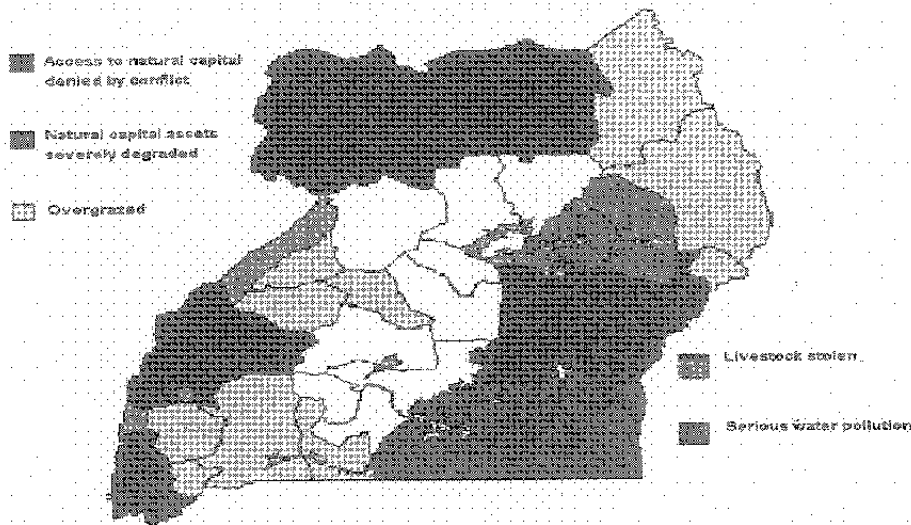 Access to natural capital
denied by conflict
Natural capital assets
severely degraded
Overgrazed
Livestock stolen
Serious water pollution